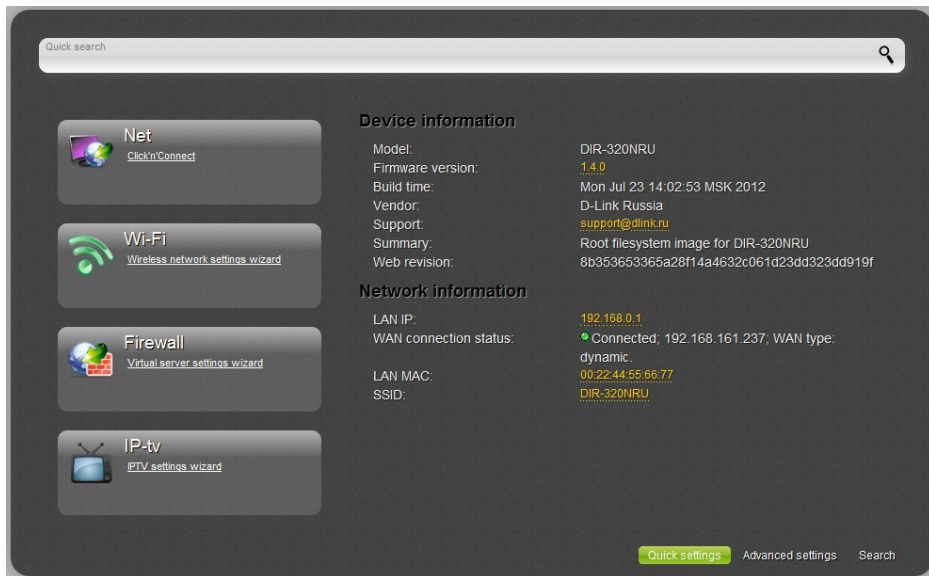 Quick search
Net
Click'n'Connect
Wi-Fi
Wireless network settings wizard
Firewall
Virtual server settings wizard
IP-tv
IPTV settings wizard
Device information
Model: DIR-320NRU
Firmware version: 1.4.0
Build time: Mon Jul 23 14:02:53 MSK 2012
Vendor: D-Link Russia
Support: support@dlink.ru
Summary: Root filesystem image for DIR-320NRU
Web revision: 8b353653365a28f14a4632c061d23dd323dd919f
Network information
LAN IP: 192.168.0.1
WAN connection status: Connected; 192.168.161.237; WAN type:
dynamic.
LAN MAC: 00:22:44:55:66:77
SSID: DIR-320NRU
Quick settings Advanced settings Search